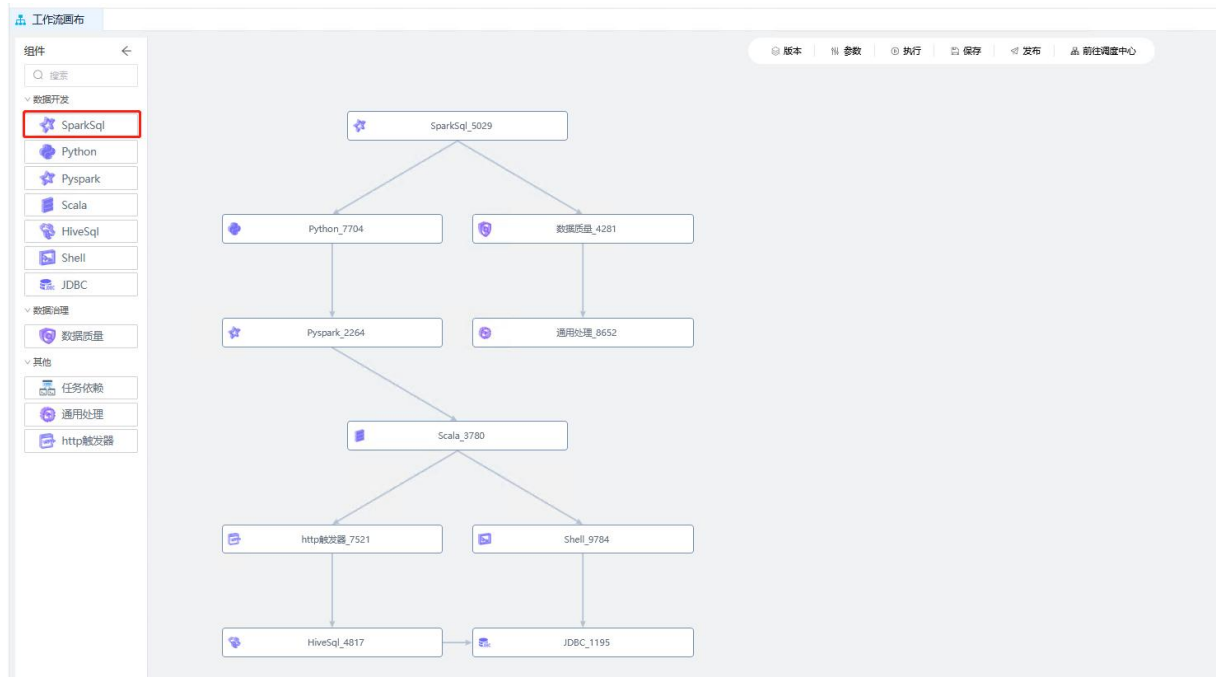 工作流画布
组件
搜索
数据开发
SparkSql
Python
Pyspark
Scala
HiveSql
Shell
JDBC
数据治理
数据质量
其他
任务依赖
通用处理
http触发器
版本 参数 执行 保存 发布 前往调度中心
SparkSql_5029
Python_7704 数据质量_4281
Pyspark_2264 通用处理_8652
Scala_3780
http触发器_7521 Shell_9784
HiveSql_4817 JDBC_1195